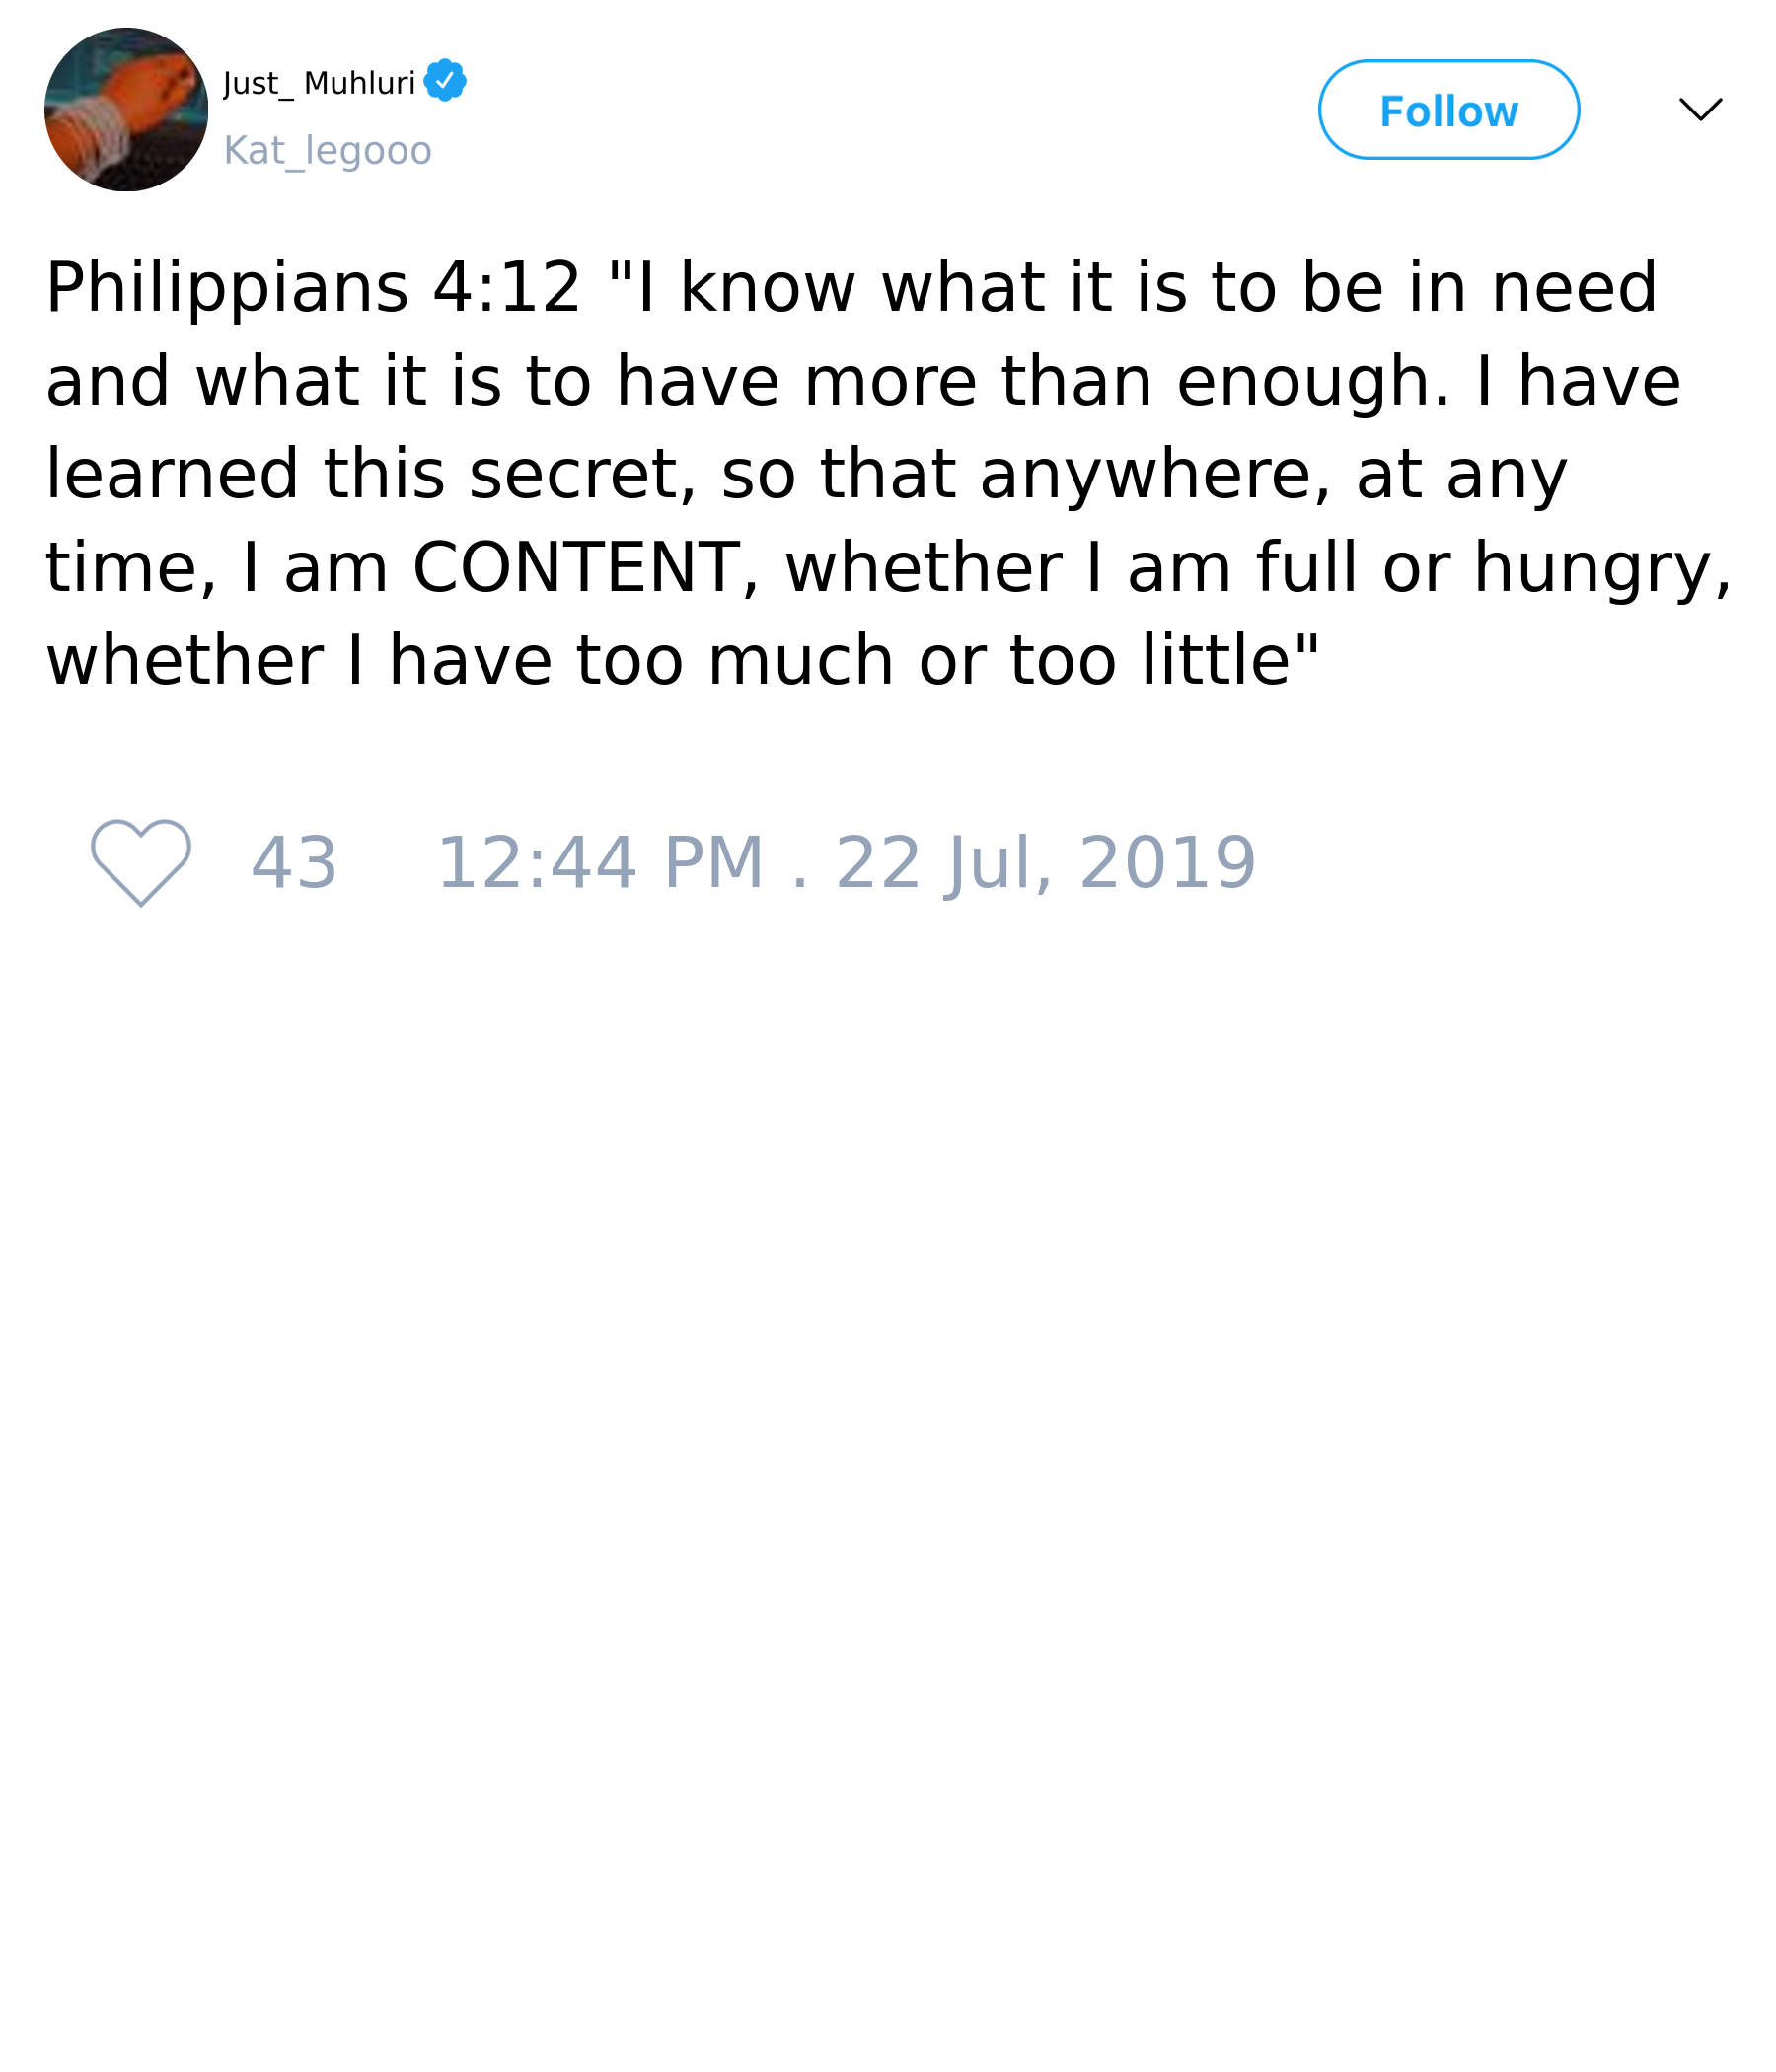 Just_ Muhluri
Kat_legooo
Follow
Philippians 4:12 "I know what it is to be in need
and what it is to have more than enough. I have
learned this secret, so that anywhere, at any
time, I am CONTENT, whether I am full or hungry,
whether I have too much or too little"
43 12:44 PM . 22 Jul, 2019